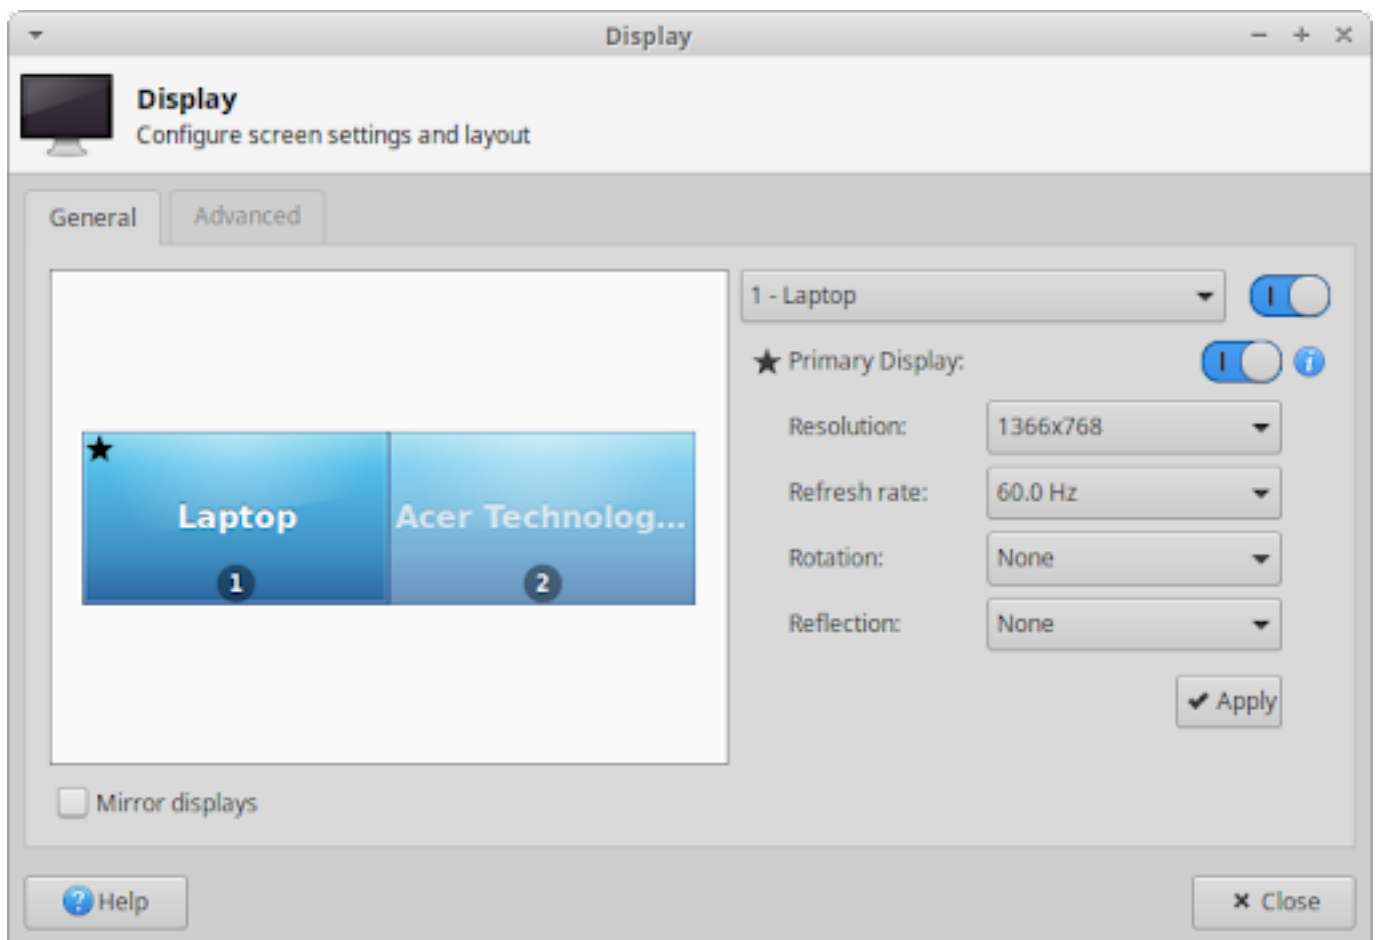 Display
Display
Configure screen settings and layout
General
Advanced
1 - Laptop
Primary Display:
Resolution: 1366x768
Refresh rate: 60.0 Hz
Rotation: None
Reflection: None
Apply
Laptop
1
Acer Technolog...
2
Mirror displays
Help
Close